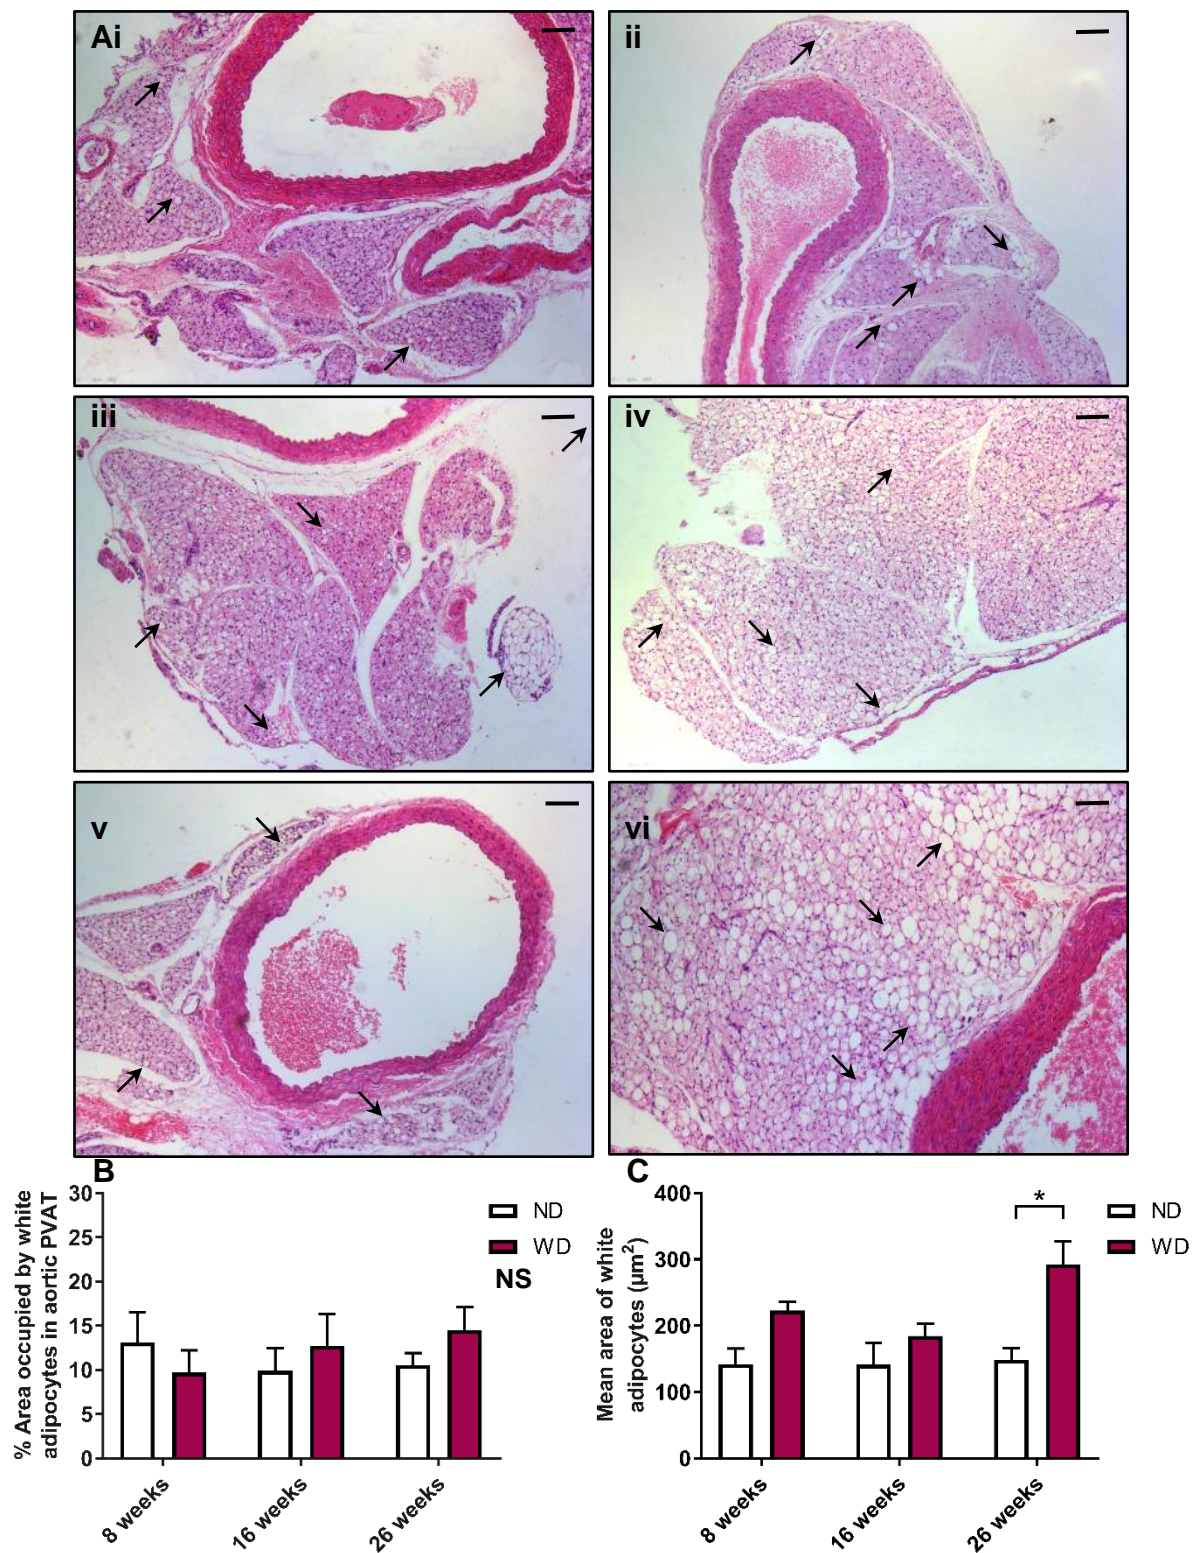 Ai
ii
iii
iv
v
vi
B
% Area occupied by white
adipocytes in aortic PVAT
30
25
20
15
10
5
0
8 weeks
16 weeks
26 weeks
ND
WD
NS
C
Mean area of white
adipocytes (µm²)
400
300
200
100
0
8 weeks
16 weeks
26 weeks
*
ND
WD